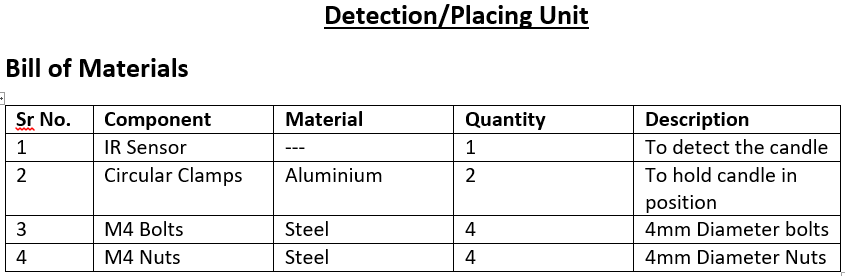 Detection/Placing Unit
Bill of Materials
Sr No. Component Material Quantity Description
1 IR Sensor --- 1 To detect the candle
2 Circular Clamps Aluminium 2 To hold candle in
position
3 M4 Bolts Steel 4 4mm Diameter bolts
4 M4 Nuts Steel 4 4mm Diameter Nuts